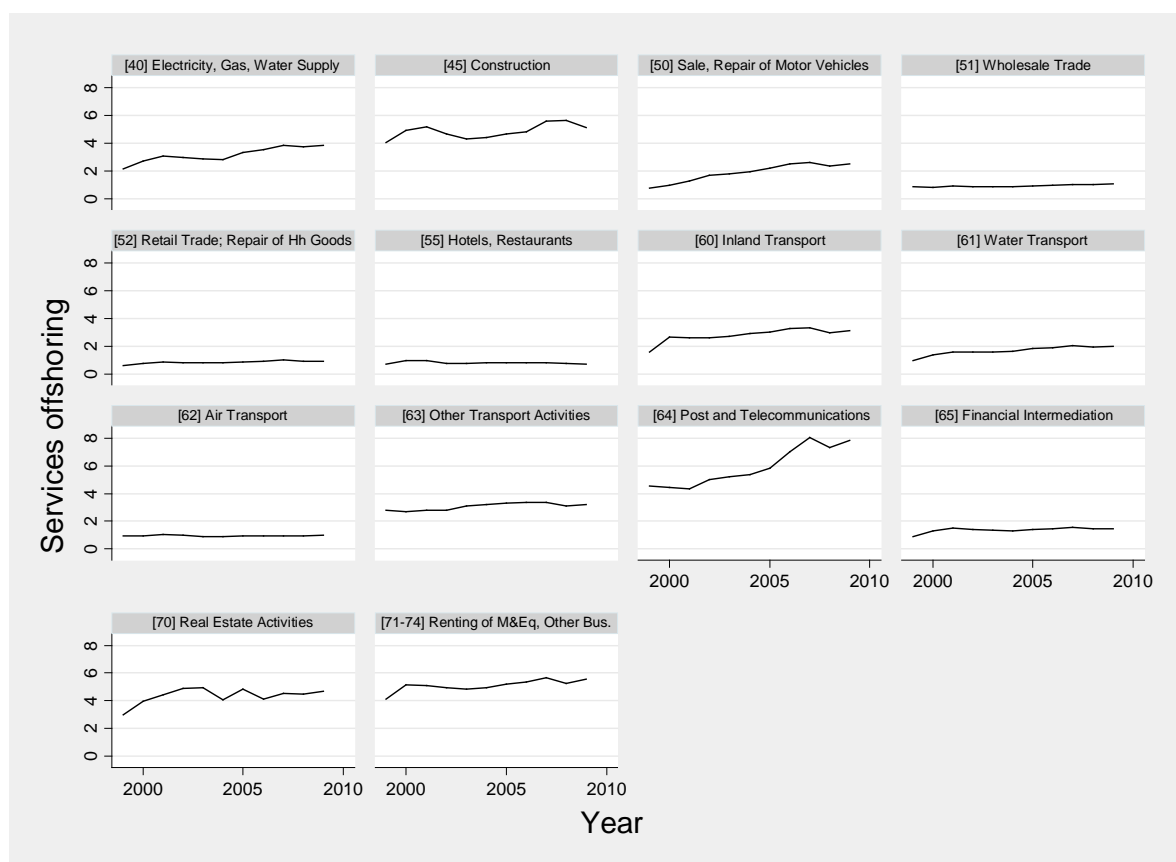 [40] Electricity, Gas, Water Supply
[45] Construction
[50] Sale, Repair of Motor Vehicles
[51] Wholesale Trade
8
6
4
2
0
[52] Retail Trade; Repair of Hh Goods
[55] Hotels, Restaurants
[60] Inland Transport
[61] Water Transport
8
6
4
2
0
Services offshoring
[62] Air Transport
[63] Other Transport Activities
[64] Post and Telecommunications
[65] Financial Intermediation
8
6
4
2
0
2000 2005 2010
2000 2005 2010
[70] Real Estate Activities
[71-74] Renting of M&Eq, Other Bus.
8
6
4
2
0
2000 2005 2010
2000 2005 2010
Year